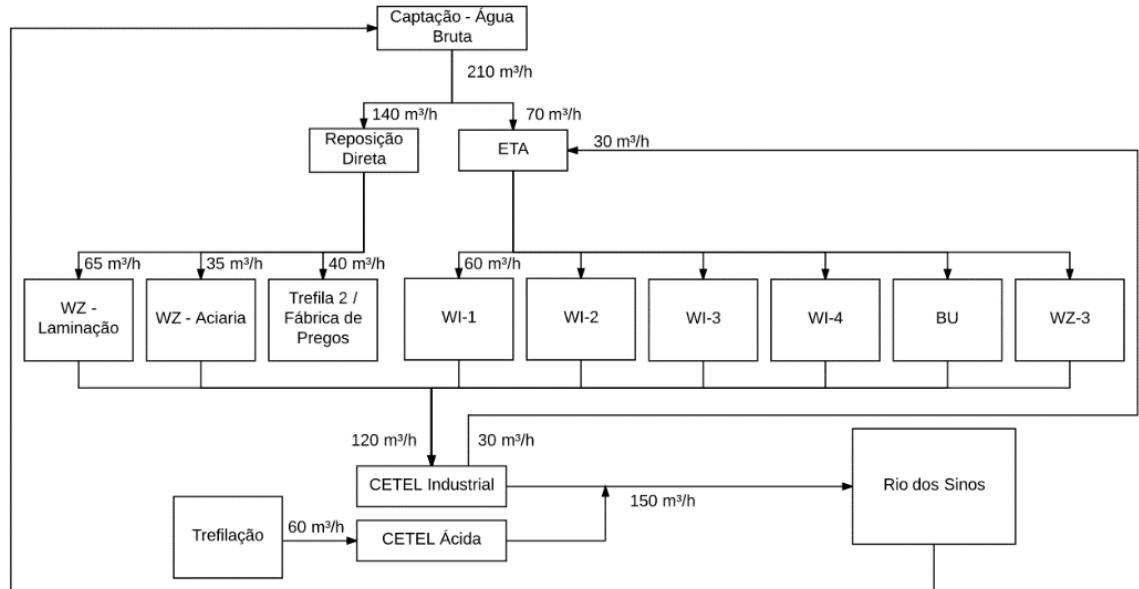 Captação - Água
Bruta
210 m³/h
140 m³/h
70 m³/h
Reposição
Direta
ETA
30 m³/h
65 m³/h
35 m³/h
40 m³/h
60 m³/h
WZ -
Laminação
WZ - Aciaria
Trefila 2 /
Fábrica de
Pregos
WI-1
WI-2
WI-3
WI-4
BU
WZ-3
120 m³/h
30 m³/h
CETEL Industrial
150 m³/h
Rio dos Sinos
Trefilação
60 m³/h
CETEL Ácida